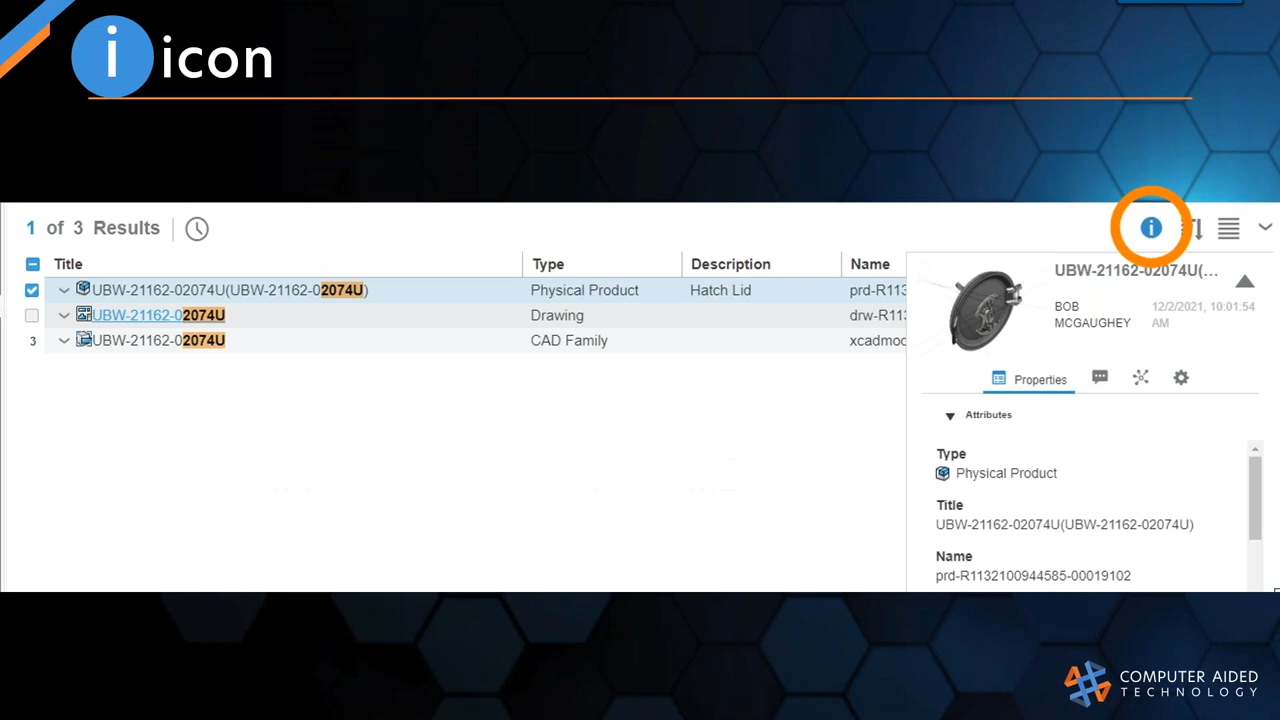 i icon
1 of 3 Results
Title Type Description Name
UBW-21162-02074U(UBW-21162-02074U) Physical Product Hatch Lid prd-R113
UBW-21162-02074U Drawing drw-R113
3 UBW-21162-02074U CAD Family xcadmod
i
UBW-21162-02074U(...
BOB MCGAUGHEY
12/2/2021, 10:01:54 AM
Properties
Attributes
Type
Physical Product
Title
UBW-21162-02074U(UBW-21162-02074U)
Name
prd-R1132100944585-00019102
COMPUTER AIDED
TECHNOLOGY